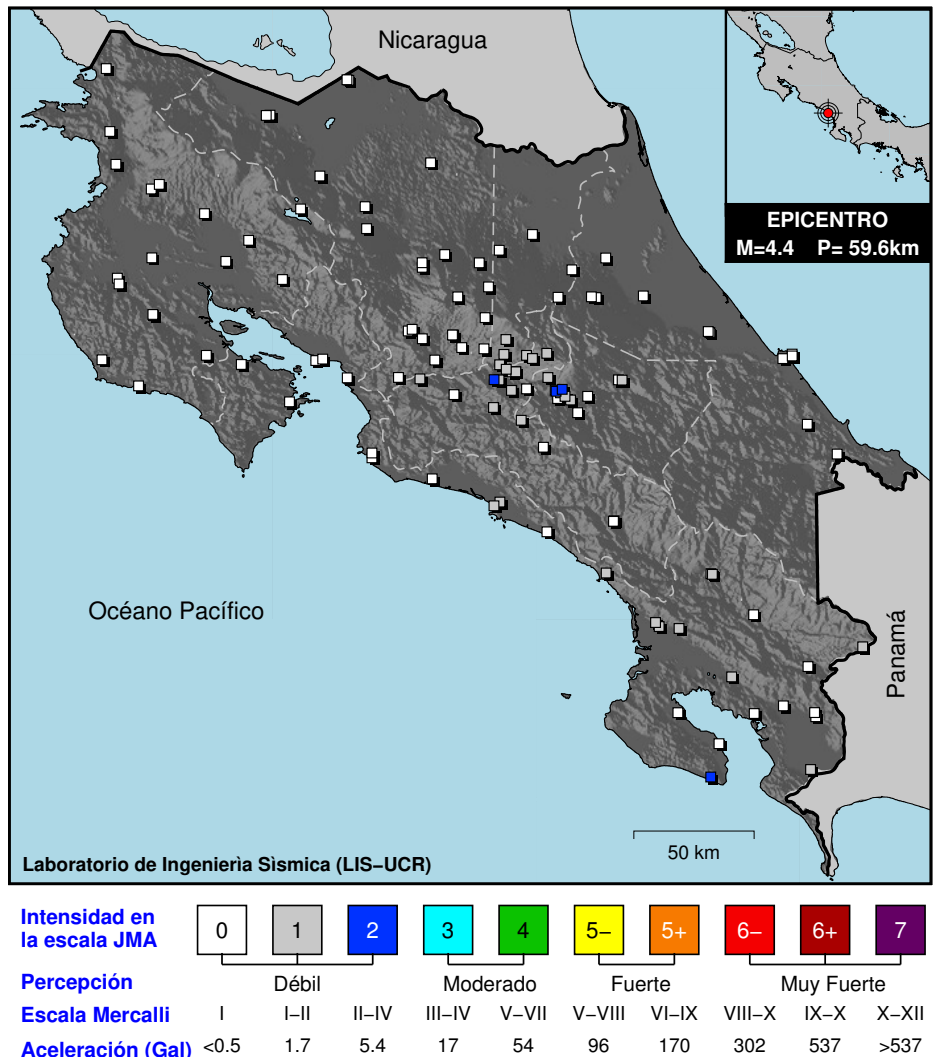 Nicaragua
EPICENTRO
M=4.4 P= 59.6km
Océano Pacífico
Panamá
50 km
Laboratorio de Ingenierìa Sìsmica (LIS−UCR)
Intensidad en
la escala JMA
0 1 2 3 4 5− 5+ 6− 6+ 7
Percepción Débil Moderado Fuerte Muy Fuerte
Escala Mercalli I I−II II−IV III−IV V−VII V−VIII VI−IX VIII−X IX−X X−XII
Aceleración (Gal) <0.5 1.7 5.4 17 54 96 170 302 537 >537